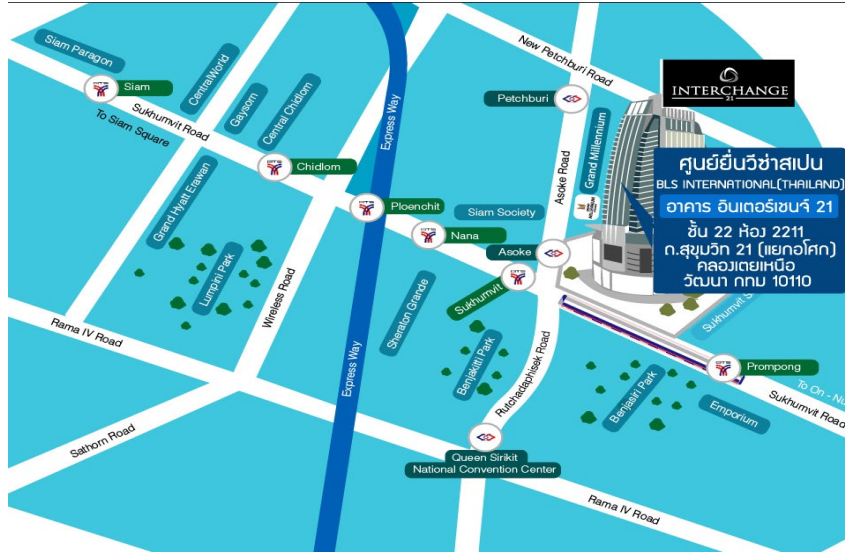 Siam Paragon
CentralWorld
Gaysorn
Central Chidlom
Siam
Sukhumvit Road
To Siam Square
Chidlom
Grand Hyatt Erawan
Lumpini Park
Wireless Road
Rama IV Road
Sathorn Road
Express Way
Express Way
Ploenchit
Nana
Siam Society
Sheraton Grande
Asoke
Sukhumvit
Petchburi
New Petchburi Road
Asoke Road
Grand Millennium
INTERCHANGE
21
ศูนย์ยื่นวีซ่าสเปน
BLS INTERNATIONAL(THAILAND)
อาคาร อินเตอร์เชนจ์ 21
ชั้น 22 ห้อง 2211
ถ.สุขุมวิท 21 (แยกอโศก)
คลองเตยเหนือ
วัฒนา กทม 10110
Benjakitti Park
Rutchadaphisek Road
Queen Sirikit
National Convention Center
Benjasiri Park
Emporium
Prompong
To On - Nu
Sukhumvit Road
Rama IV Road